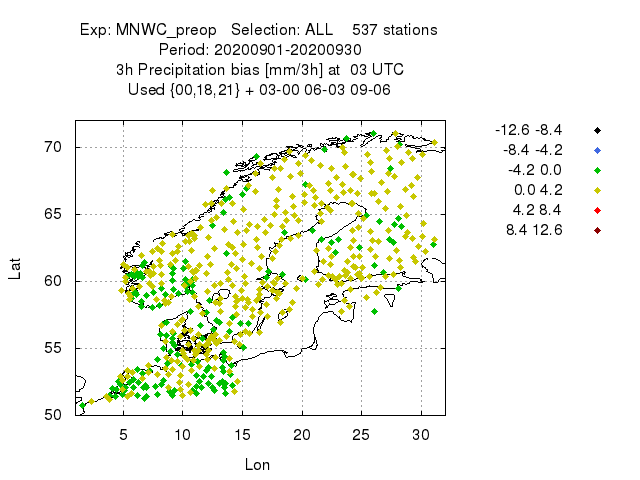 Exp: MNWC_preop   Selection: ALL    537 stations
Period: 20200901-20200930
3h Precipitation bias [mm/3h] at  03 UTC
Used {00,18,21} + 03-00 06-03 09-06
-12.6 -8.4
-8.4 -4.2
-4.2 0.0
0.0 4.2
4.2 8.4
8.4 12.6
70
65
60
55
50
Lat
5 10 15 20 25 30
Lon